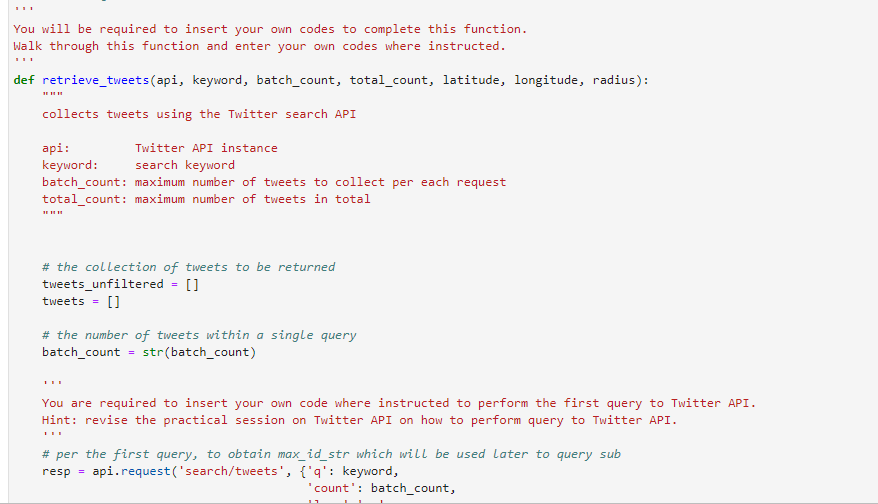 '''
You will be required to insert your own codes to complete this function.
Walk through this function and enter your own codes where instructed.
'''
def retrieve_tweets(api, keyword, batch_count, total_count, latitude, longitude, radius):
    """
    collects tweets using the Twitter search API

    api:         Twitter API instance
    keyword:     search keyword
    batch_count: maximum number of tweets to collect per each request
    total_count: maximum number of tweets in total
    """


    # the collection of tweets to be returned
    tweets_unfiltered = []
    tweets = []

    # the number of tweets within a single query
    batch_count = str(batch_count)

    '''
    You are required to insert your own code where instructed to perform the first query to Twitter API.
    Hint: revise the practical session on Twitter API on how to perform query to Twitter API.
    '''
    # per the first query, to obtain max_id_str which will be used later to query sub
    resp = api.request('search/tweets', {'q': keyword,
                                         'count': batch_count,